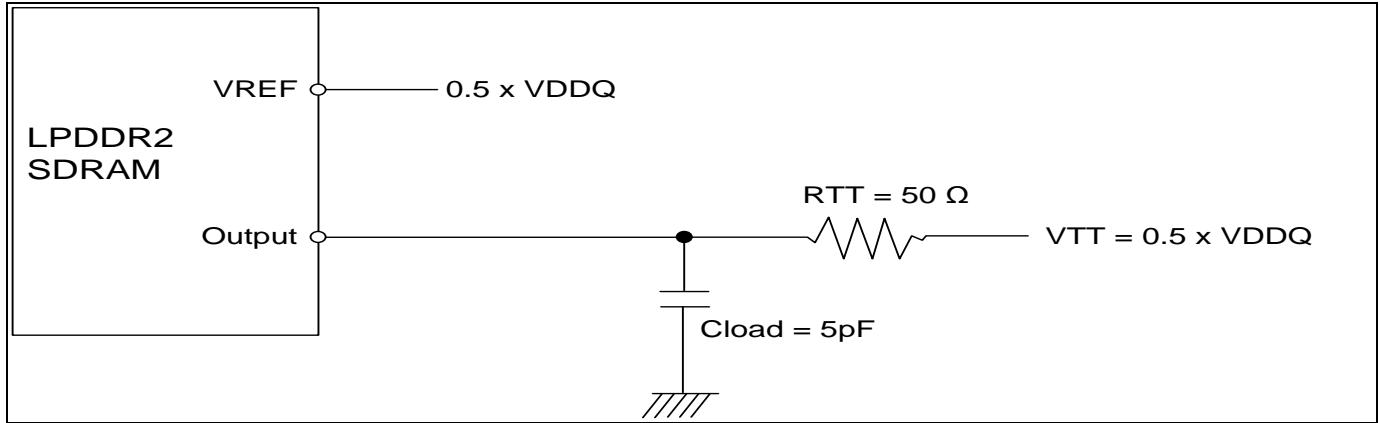 VREF
0.5 x VDDQ
LPDDR2
SDRAM
RTT = 50 Ω
Output
VTT = 0.5 x VDDQ
Cload = 5pF